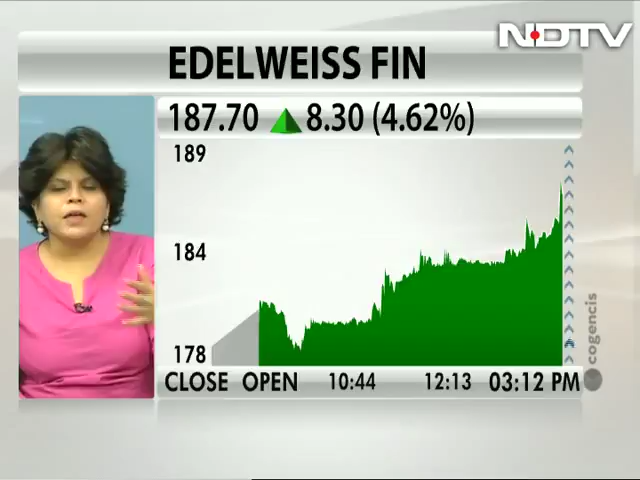 NDTV
EDELWEISS FIN
187.70 8.30 (4.62%)
189
184
178
CLOSE OPEN 10:44 12:13 03:12 PM
cogencis